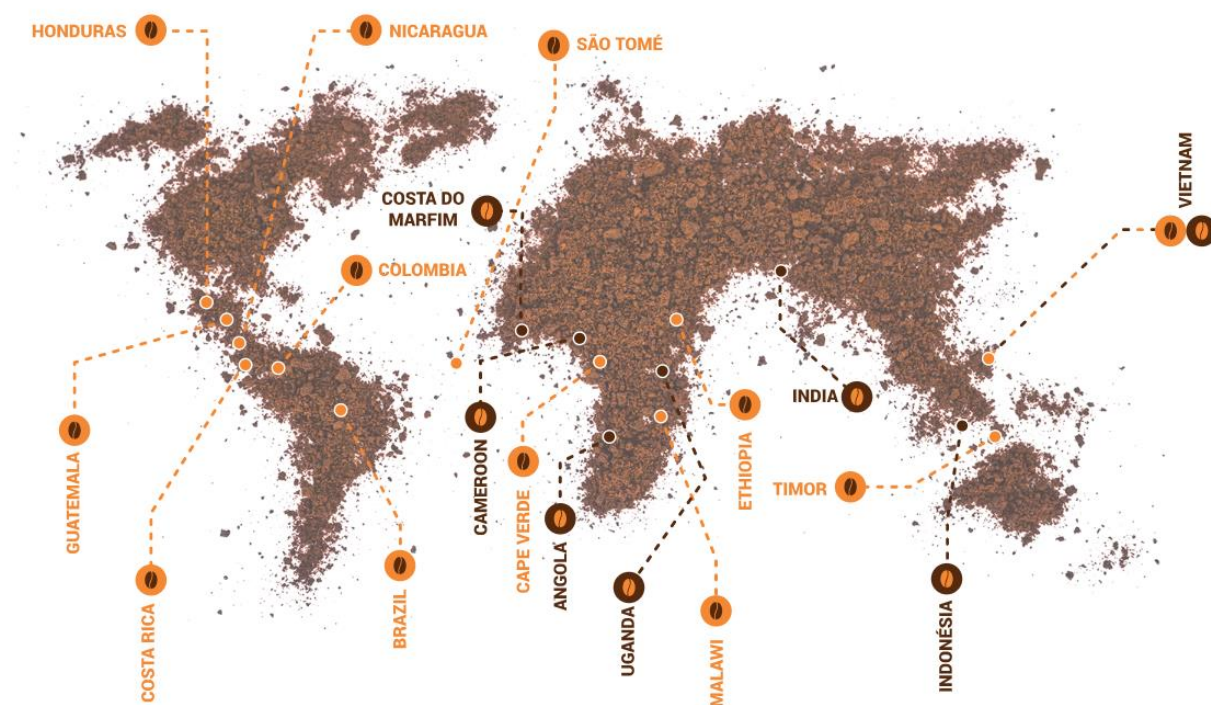 HONDURAS
NICARAGUA
SÃO TOMÉ
VIETNAM
COSTA DO
MARFIM
COLOMBIA
INDIA
GUATEMALA
CAMEROON
CAPE VERDE
ETHIOPIA
TIMOR
COSTA RICA
BRAZIL
ANGOLA
UGANDA
MALAWI
INDONÉSIA